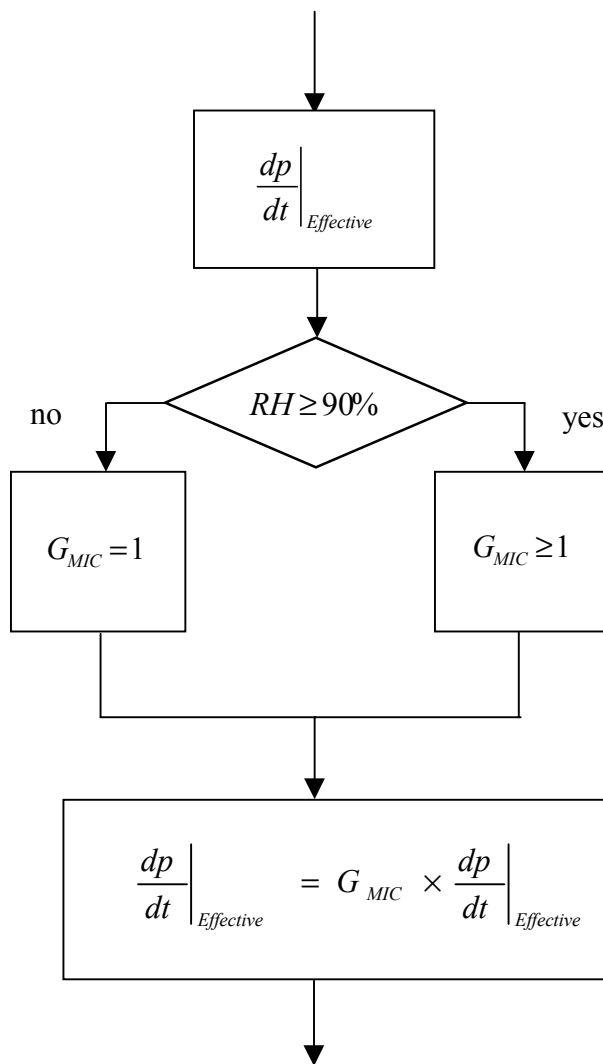 dp/dt|Effective
RH ≥ 90%
no
yes
G_MIC = 1
G_MIC ≥ 1
dp/dt|Effective = G_MIC × dp/dt|Effective